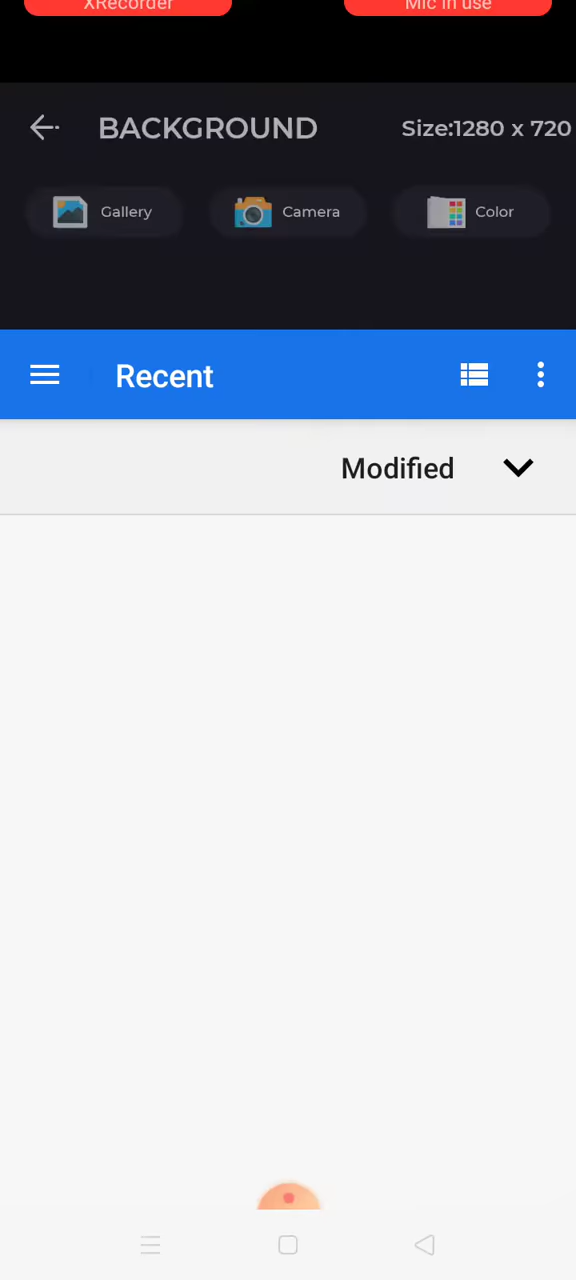 XRecorder
Mic in use
BACKGROUND
Size:1280 x 720
Gallery
Camera
Color
Recent
Modified